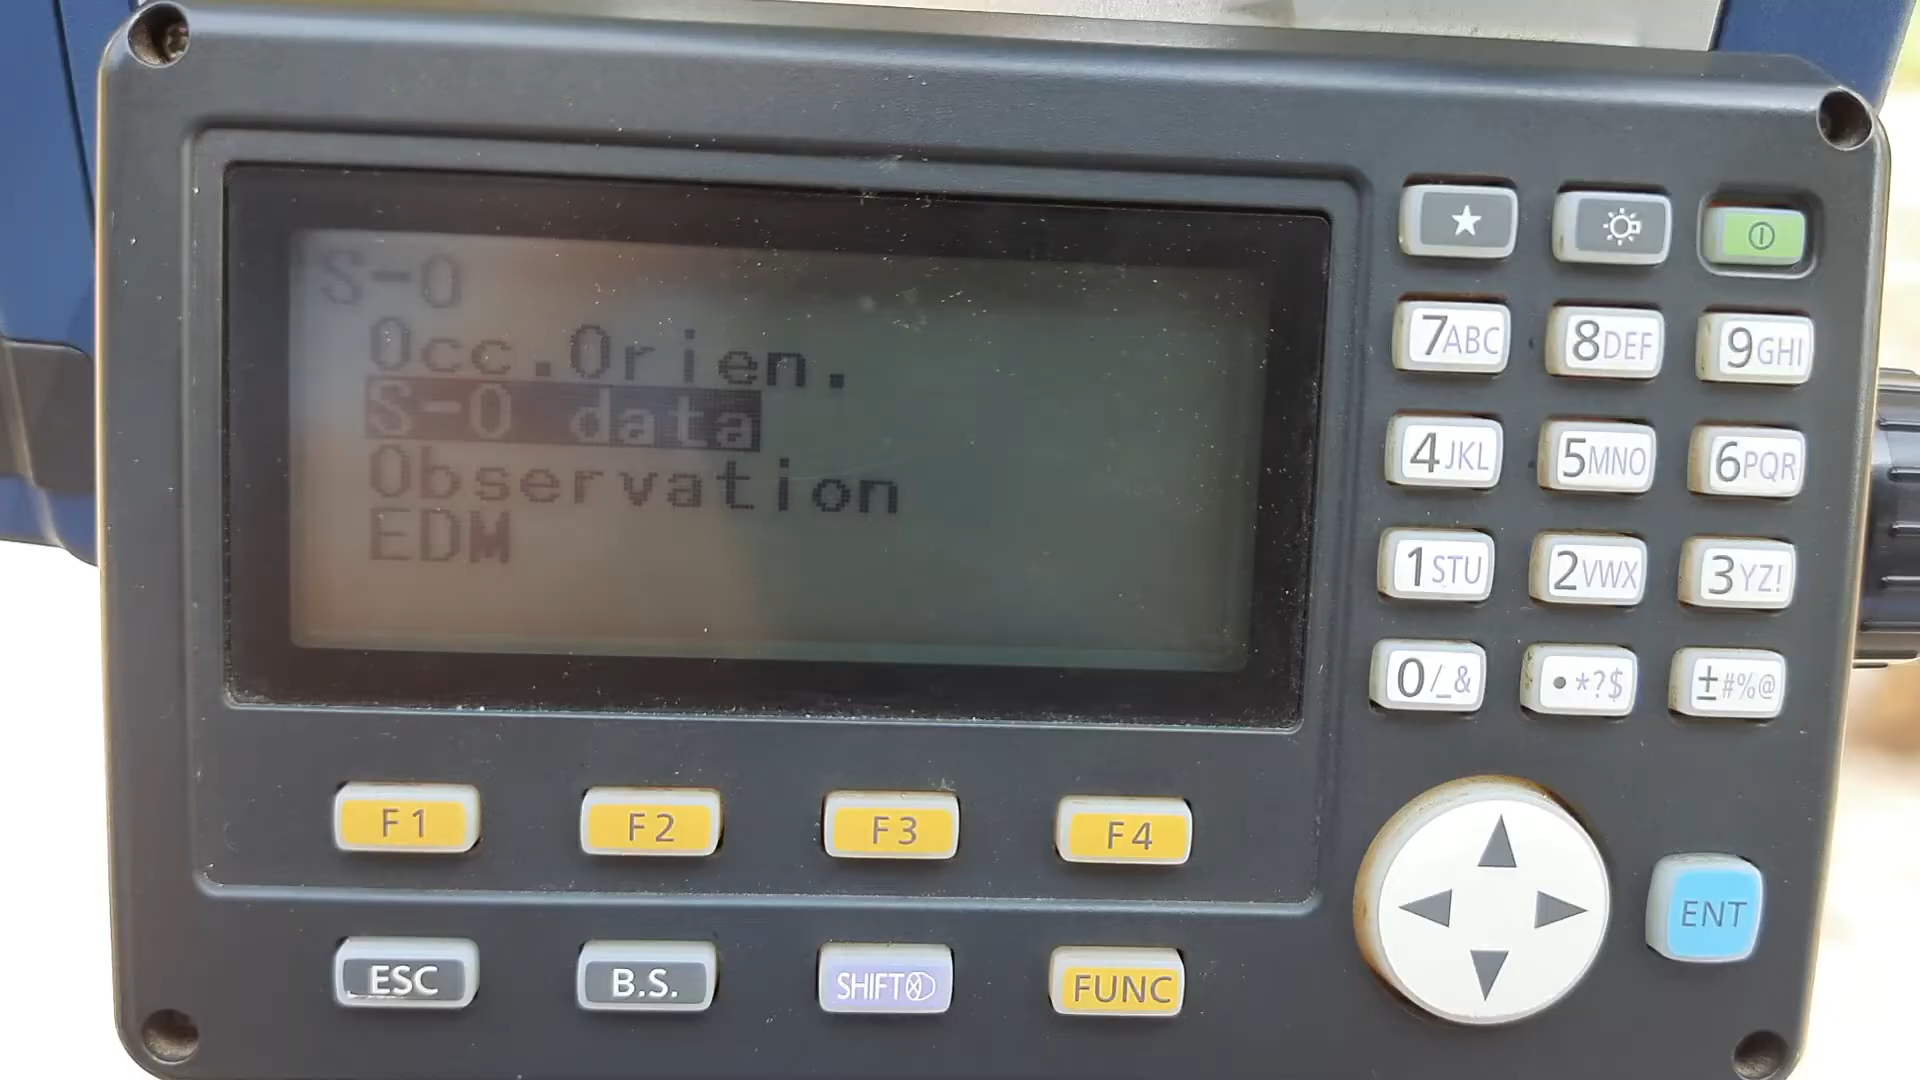 S-O
Occ.Orien.
S-O data
Observation
EDM
★
7ABC 8DEF 9GHI
4JKL 5MNO 6PQR
1STU 2VWX 3YZ!
0/_& •*?$ ±#%@
F1 F2 F3 F4
ENT
ESC B.S. SHIFT FUNC